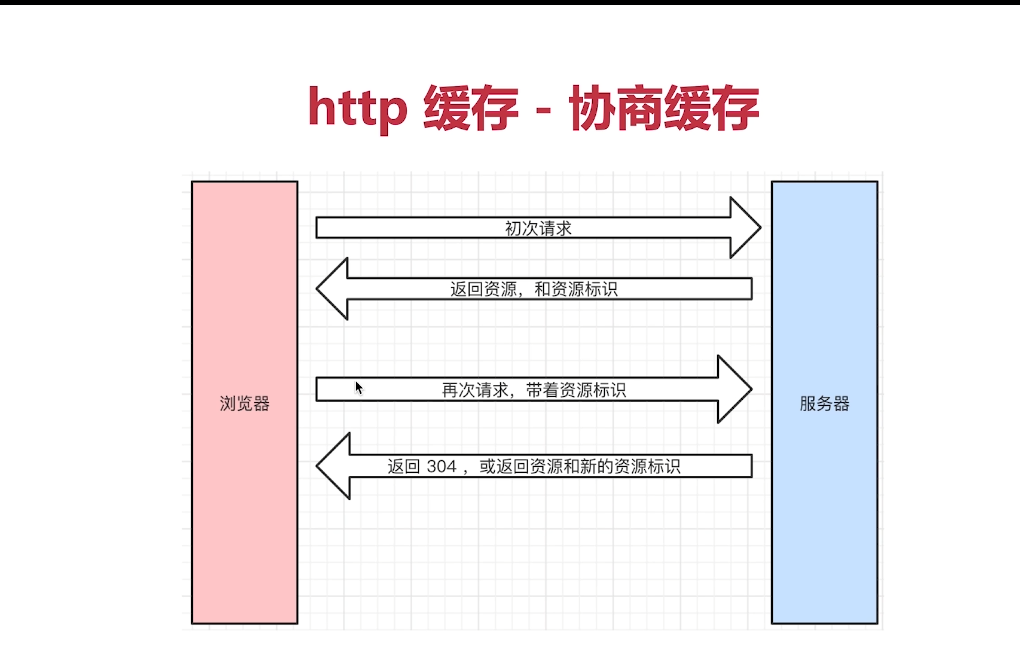 http 缓存 - 协商缓存
初次请求
返回资源，和资源标识
再次请求，带着资源标识
浏览器
服务器
返回 304 ，或返回资源和新的资源标识